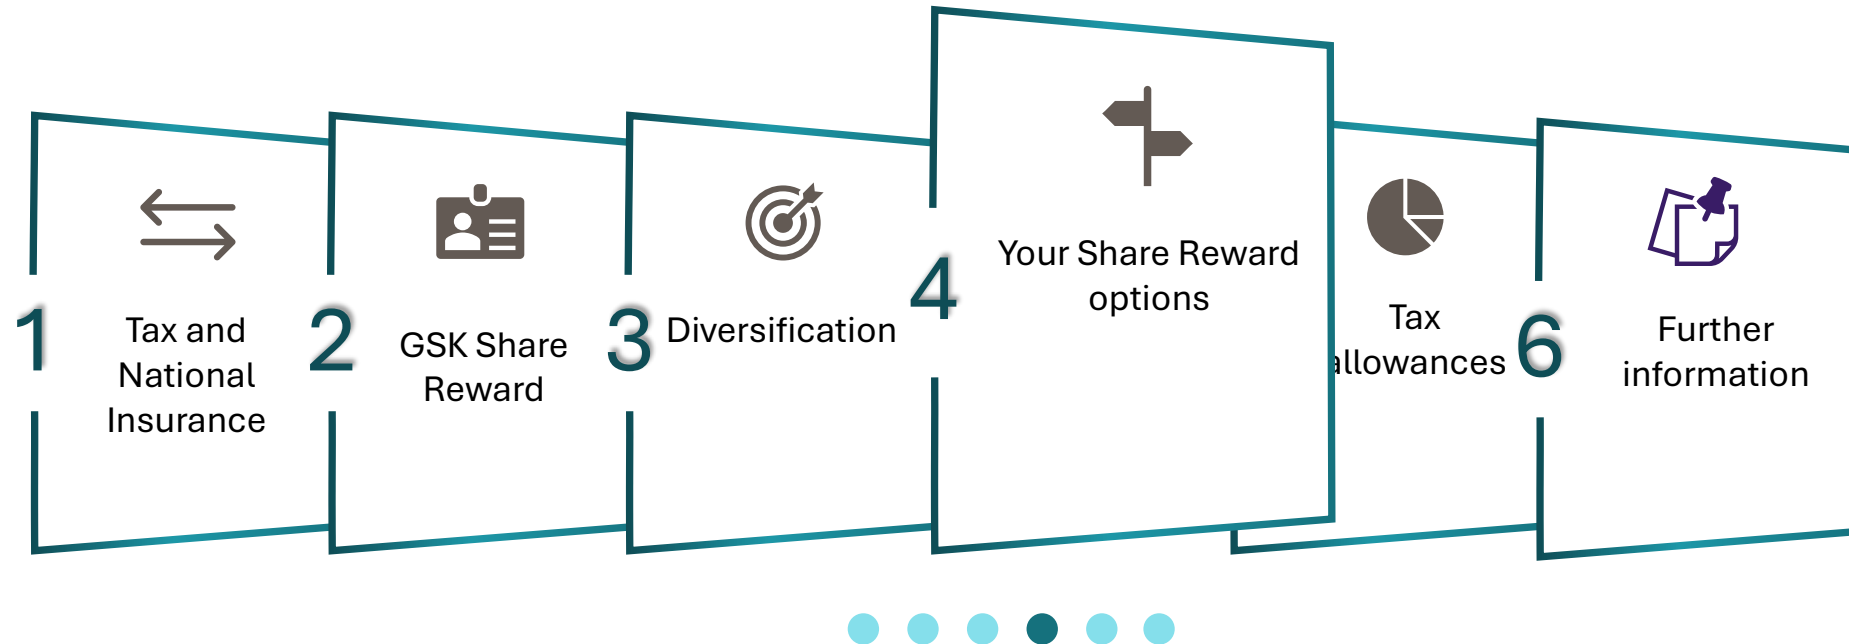 1
Tax and
National
Insurance
2
GSK Share
Reward
3
Diversification
4
Your Share Reward
options
Tax
allowances
6
Further
information